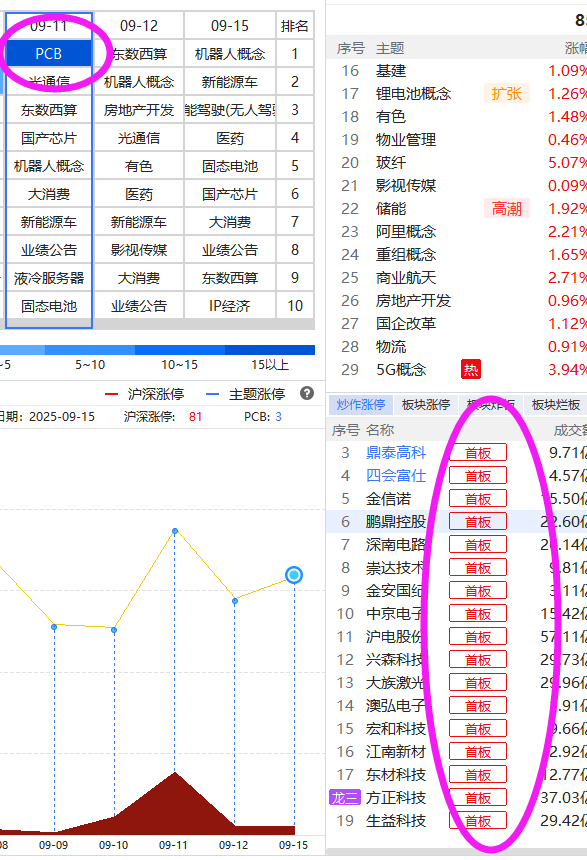 09-11 09-12 09-15 排名
PCB 东数西算 机器人概念 1
光通信 机器人概念 新能源车 2
东数西算 房地产开发 能驾驶(无人驾 3
国产芯片 光通信 医药 4
机器人概念 有色 固态电池 5
大消费 医药 国产芯片 6
新能源车 新能源车 大消费 7
业绩公告 影视传媒 业绩公告 8
液冷服务器 大消费 东数西算 9
固态电池 业绩公告 IP经济 10
~5 5~10 10~15 15以上
沪深涨停 主题涨停 ?
日期: 2025-09-15 沪深涨停: 81 PCB: 3
08 09-09 09-10 09-11 09-12 09-15
8
序号 主题 涨幅
16 基建 1.09%
17 锂电池概念 扩张 1.26%
18 有色 1.48%
19 物业管理 0.46%
20 玻纤 5.07%
21 影视传媒 0.09%
22 储能 高潮 1.92%
23 阿里概念 2.21%
24 重组概念 1.65%
25 商业航天 2.71%
26 房地产开发 0.96%
27 国企改革 1.12%
28 物流 0.91%
29 5G概念 热 3.94%
炒作涨停 板块涨停 板块炸板 板块烂板
序号 名称 成交额
3 鼎泰高科 首板 9.71亿
4 四会富仕 首板 4.57亿
5 金信诺 首板 5.50亿
6 鹏鼎控股 首板 22.60亿
7 深南电路 首板 .14亿
8 崇达技术 首板 .81亿
9 金安国纪 首板 3.11亿
10 中京电子 首板 15.42亿
11 沪电股份 首板 57.11亿
12 兴森科技 首板 29.73亿
13 大族激光 首板 29.96亿
14 澳弘电子 首板 .91亿
15 宏和科技 首板 .66亿
16 江南新材 首板 2.92亿
17 东材科技 首板 12.77亿
龙三 方正科技 首板 37.03亿
19 生益科技 首板 29.42亿